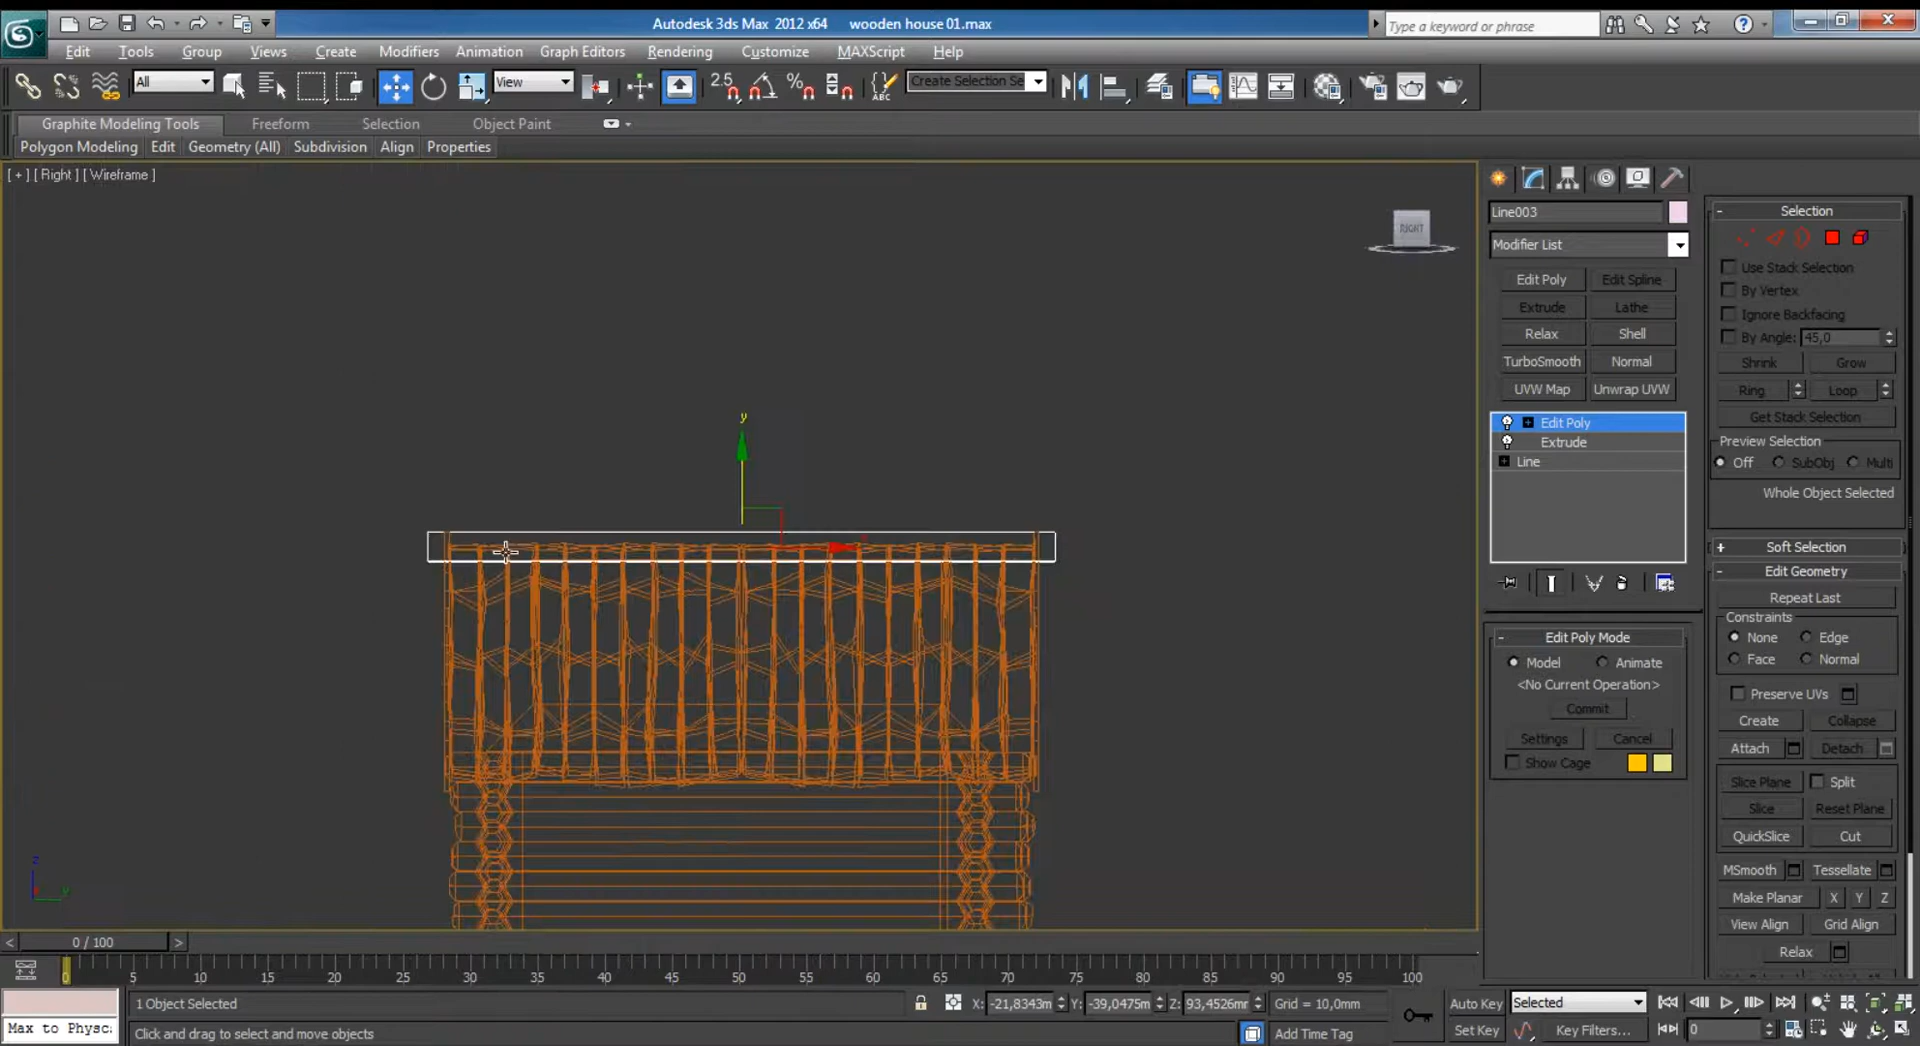 Autodesk 3ds Max 2012 x64 wooden house 01.max
Type a keyword or phrase
Edit Tools Group Views Create Modifiers Animation Graph Editors Rendering Customize MAXScript Help
All View 2.5 ABC Create Selection Se
Graphite Modeling Tools Freeform Selection Object Paint
Polygon Modeling Edit Geometry (All) Subdivision Align Properties
[ + ] [ Right ] [ Wireframe ]
RIGHT
y
z
y
Line003
Modifier List
Edit Poly Edit Spline
Extrude Lathe
Relax Shell
TurboSmooth Normal
UVW Map Unwrap UVW
Edit Poly
Extrude
Line
- Edit Poly Mode
Model Animate
<No Current Operation>
Commit
Settings Cancel
Show Cage
- Selection
Use Stack Selection
By Vertex
Ignore Backfacing
By Angle: 45,0
Shrink Grow
Ring Loop
Get Stack Selection
Preview Selection
Off SubObj Multi
Whole Object Selected
+ Soft Selection
- Edit Geometry
Repeat Last
Constraints
None Edge
Face Normal
Preserve UVs
Create Collapse
Attach Detach
Slice Plane Split
Slice Reset Plane
QuickSlice Cut
MSmooth Tessellate
Make Planar X Y Z
View Align Grid Align
Relax
< 0 / 100 >
0 5 10 15 20 25 30 35 40 45 50 55 60 65 70 75 80 85 90 95 100
1 Object Selected X: -21,8343m Y: -39,0475m Z: 93,4526mr Grid = 10,0mm Auto Key Selected
Max to Physc: Click and drag to select and move objects Add Time Tag Set Key Key Filters... 0